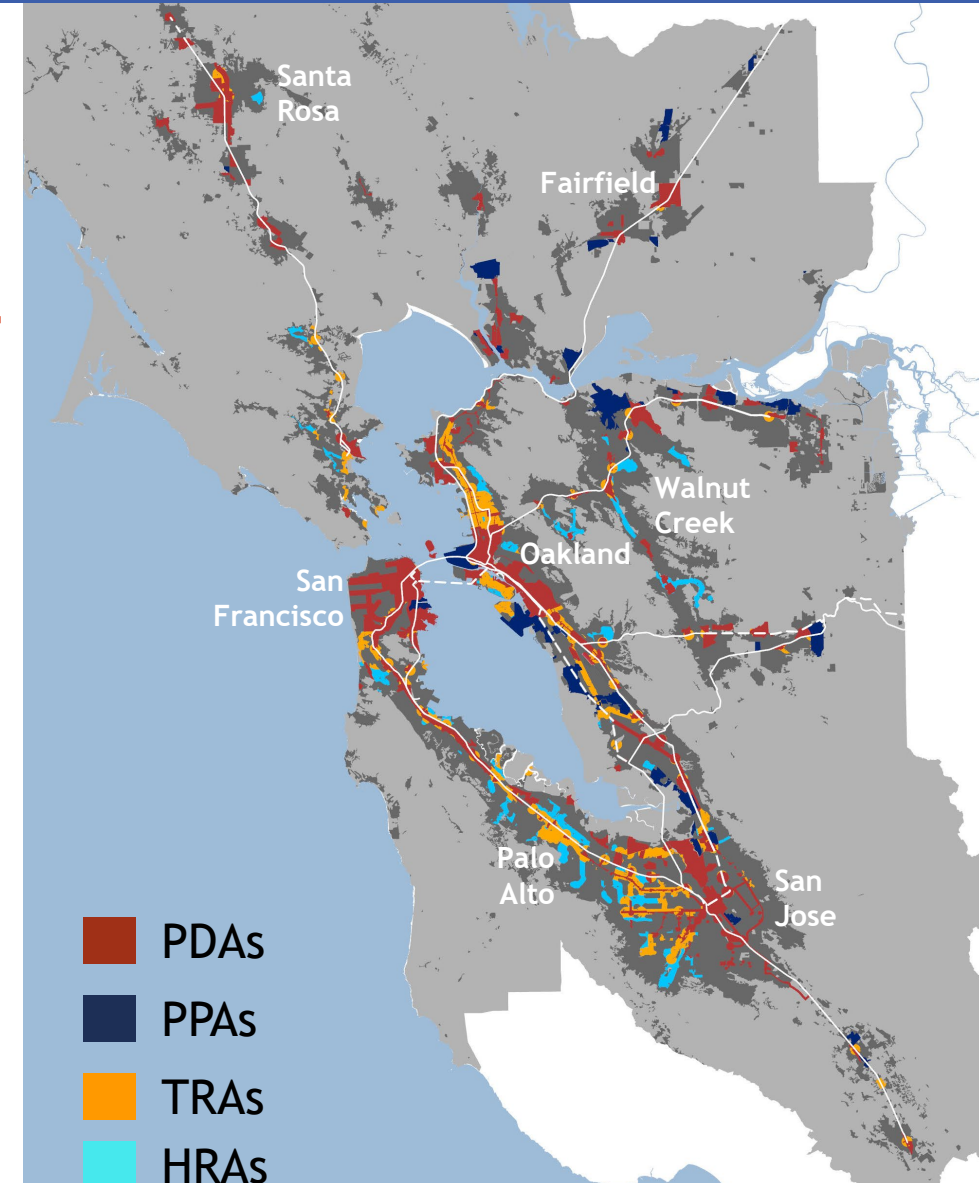 Santa
Rosa
Fairfield
Walnut
Creek
Oakland
San
Francisco
Palo
Alto
San
Jose
PDAs
PPAs
TRAs
HRAs